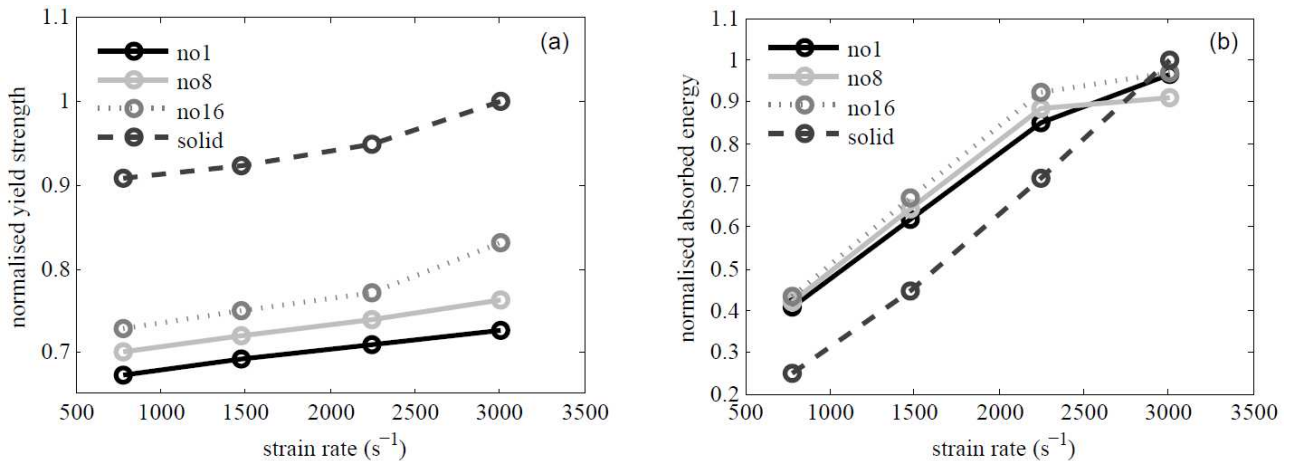 1.1
1
0.9
0.8
0.7
normalised yield strength
no1
no8
no16
solid
(a)
500 1000 1500 2000 2500 3000 3500
strain rate (s⁻¹)
1
0.9
0.8
0.7
0.6
0.5
0.4
0.3
0.2
normalised absorbed energy
no1
no8
no16
solid
(b)
500 1000 1500 2000 2500 3000 3500
strain rate (s⁻¹)